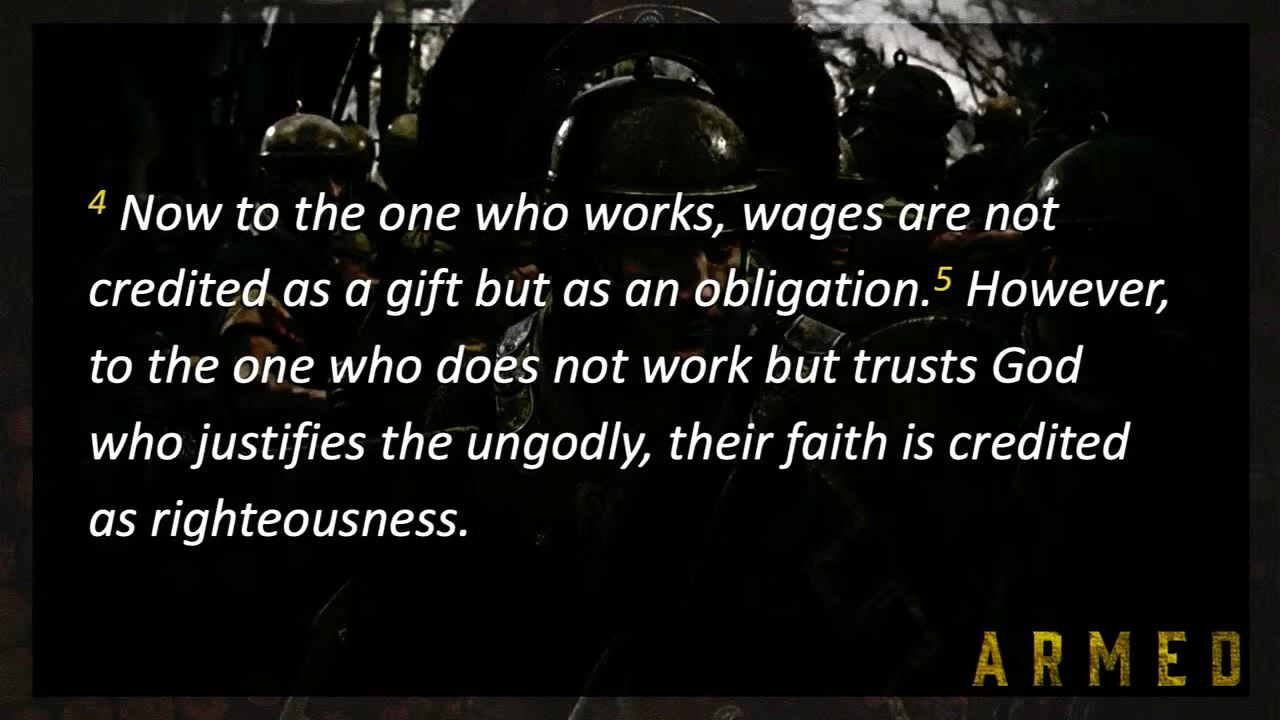 4 Now to the one who works, wages are not
credited as a gift but as an obligation.5 However,
to the one who does not work but trusts God
who justifies the ungodly, their faith is credited
as righteousness.
ARMED